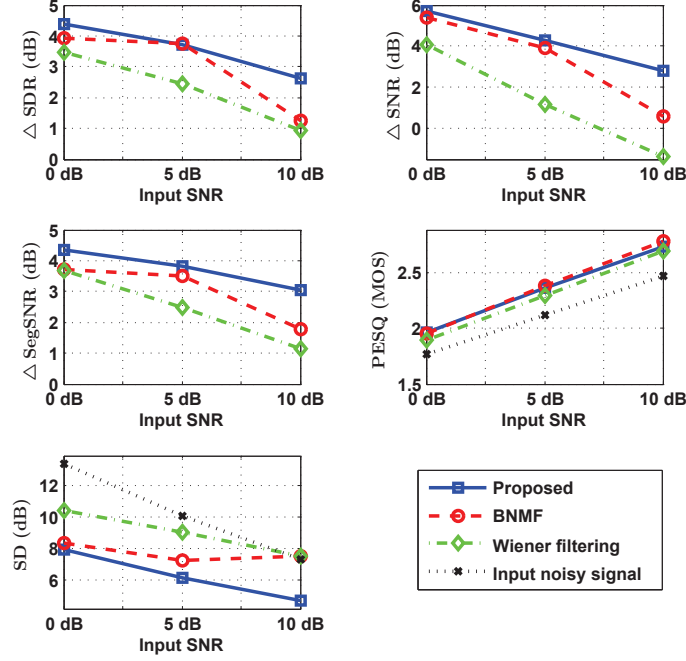 5
4
3
2
1
0
△ SDR (dB)
0 dB 5 dB 10 dB
Input SNR
6
4
2
0
△ SNR (dB)
0 dB 5 dB 10 dB
Input SNR
5
4
3
2
1
0
△ SegSNR (dB)
0 dB 5 dB 10 dB
Input SNR
2.5
2
1.5
PESQ (MOS)
0 dB 5 dB 10 dB
Input SNR
12
10
8
6
SD (dB)
0 dB 5 dB 10 dB
Input SNR
Proposed
BNMF
Wiener filtering
Input noisy signal